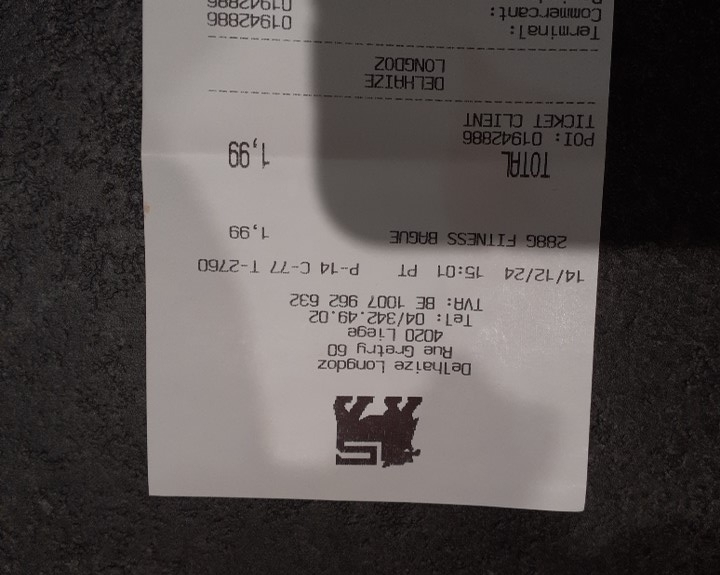 Delhaize Longdoz
Rue Gretry 60
4020 Liege
Tel: 04/342.49.02
TVA: BE 1007 962 632
14/12/24 15:01 PT P-14 C-77 T-2760
288G FITNESS BAGUE 1,99
TOTAL 1,99
POI: 01942886
TICKET CLIENT
DELHAIZE
LONGDOZ
Terminal: 01942886
Commercant: 01942886